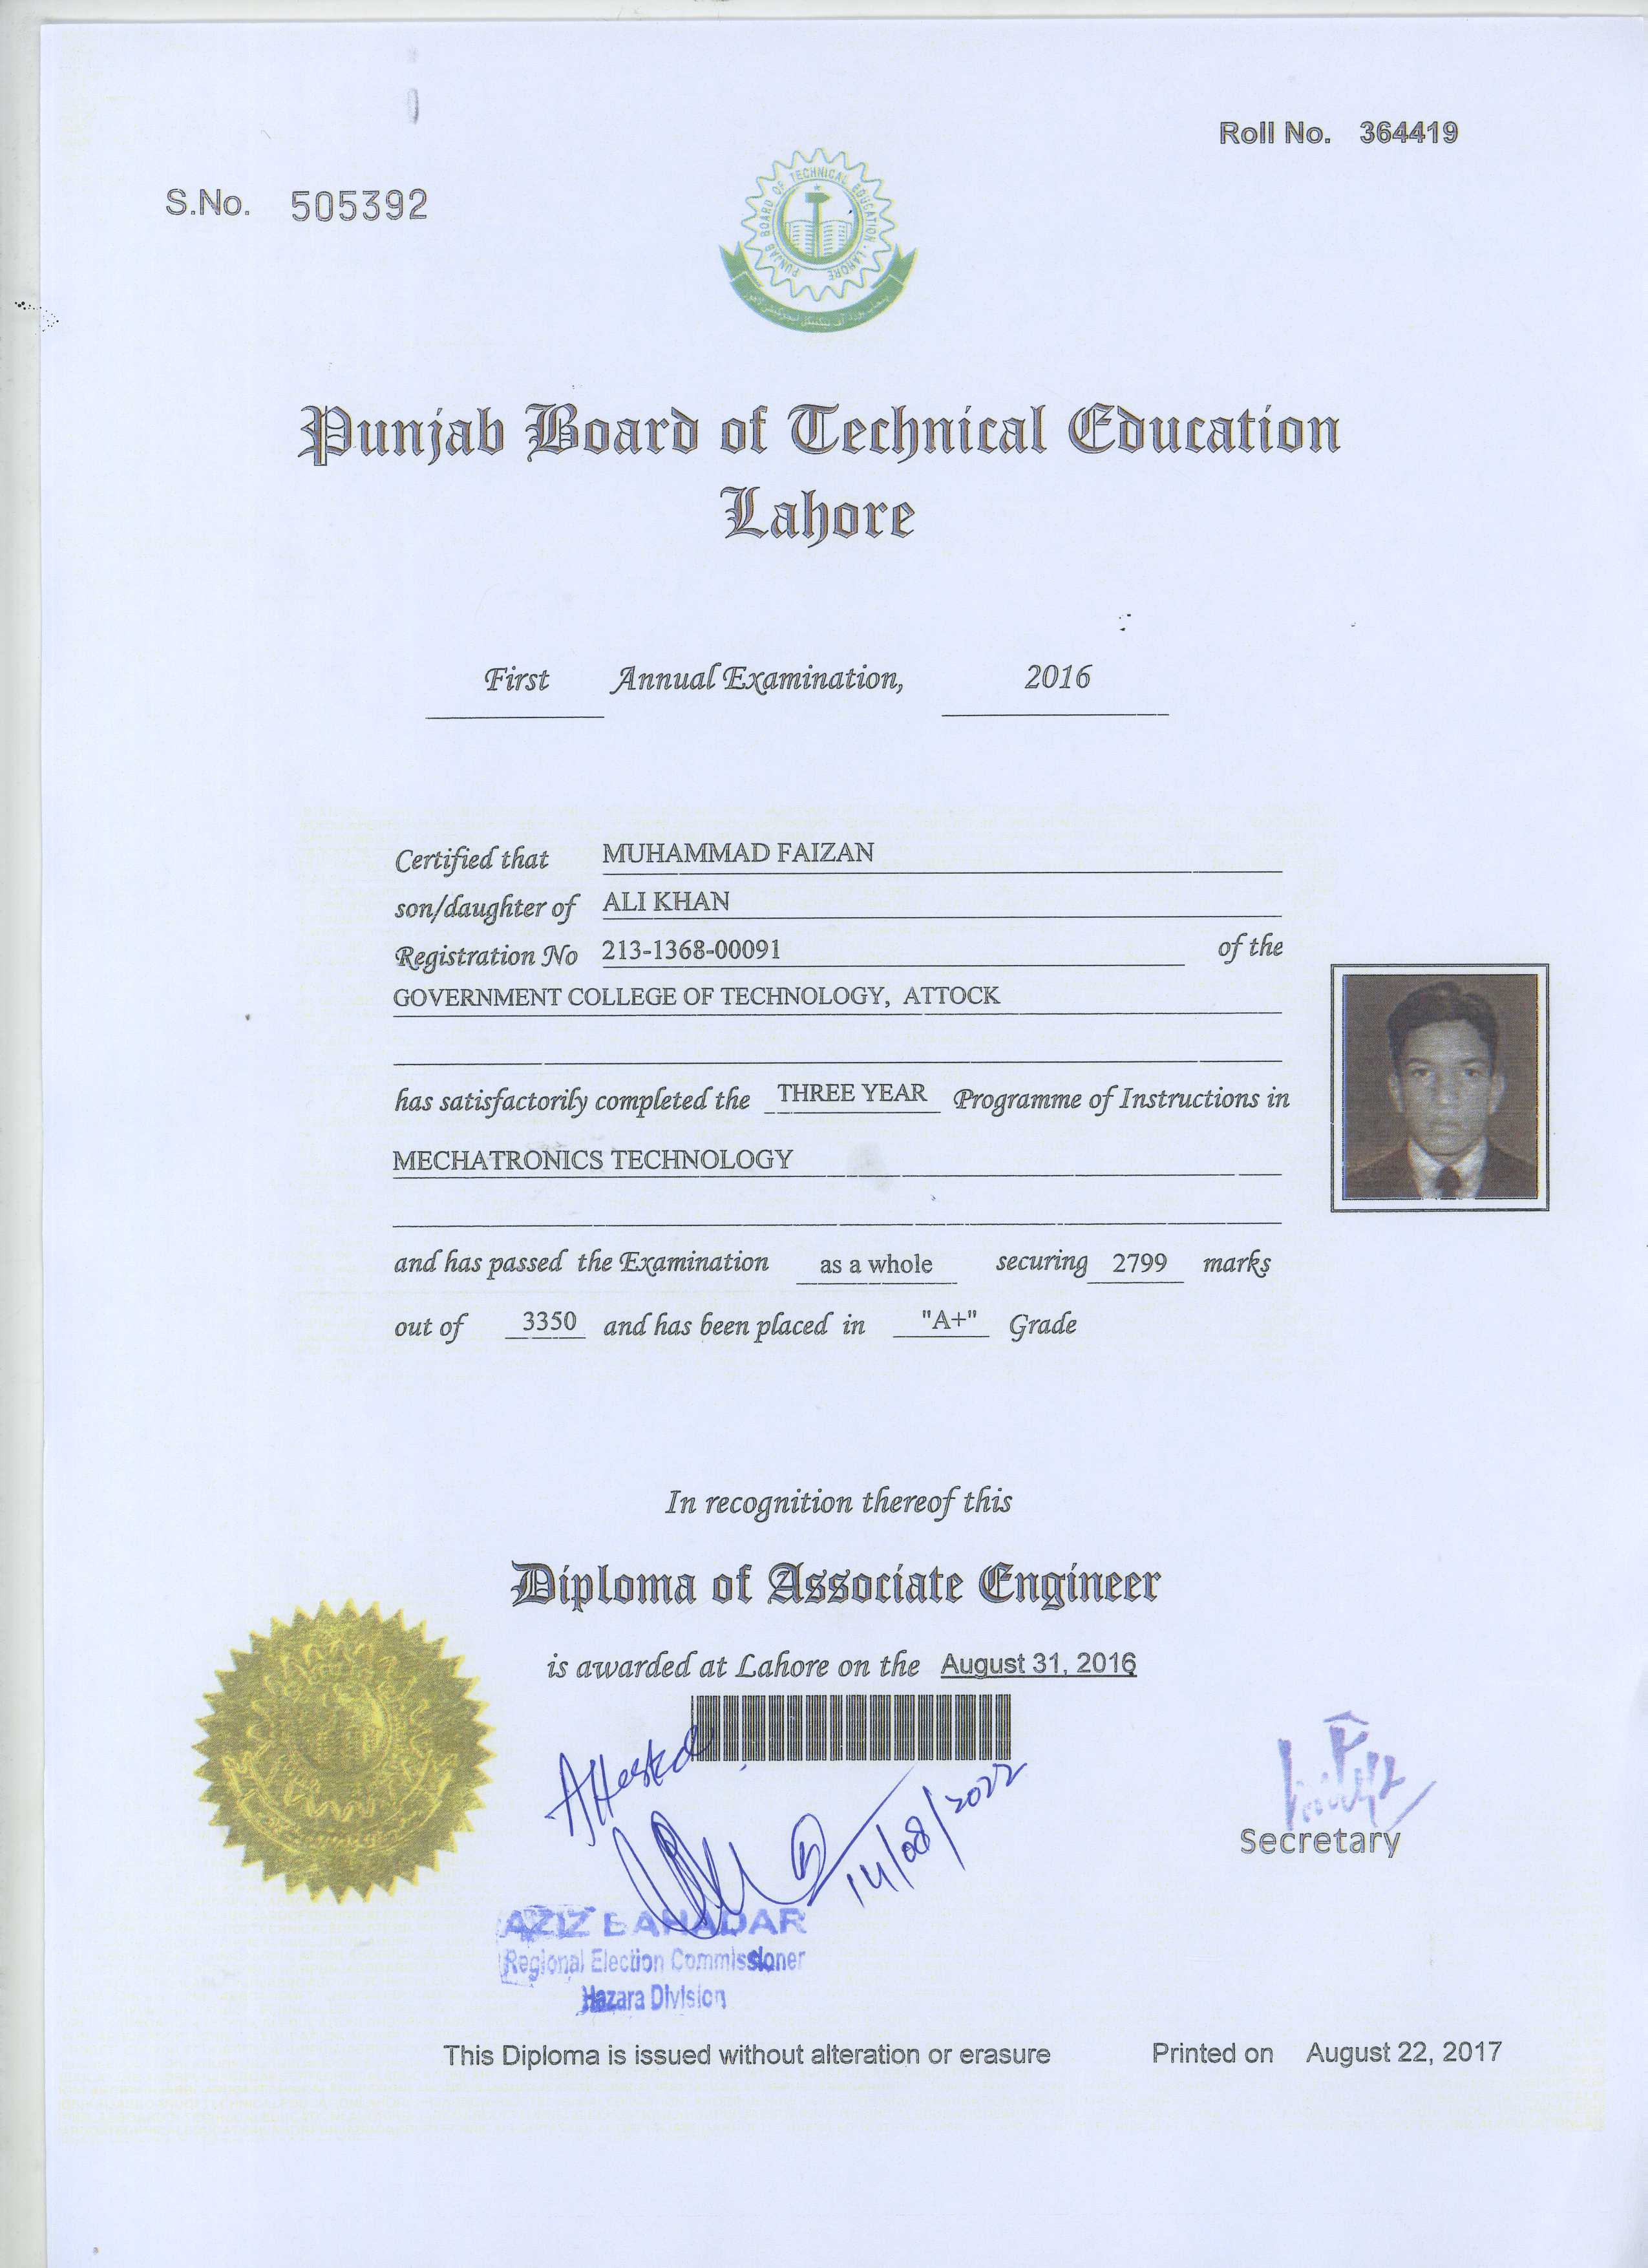 Roll No. 364419
S.No. 505392
PUNJAB BOARD OF TECHNICAL EDUCATION - LAHORE
Punjab Board of Technical Education
Lahore
First Annual Examination, 2016
Certified that MUHAMMAD FAIZAN
son/daughter of ALI KHAN
Registration No 213-1368-00091 of the
GOVERNMENT COLLEGE OF TECHNOLOGY, ATTOCK
has satisfactorily completed the THREE YEAR Programme of Instructions in
MECHATRONICS TECHNOLOGY
and has passed the Examination as a whole securing 2799 marks
out of 3350 and has been placed in "A+" Grade
In recognition thereof this
Diploma of Associate Engineer
is awarded at Lahore on the August 31, 2016
Attested
14/08/2022
Secretary
AZIZ BAHADAR
Regional Election Commissioner
Hazara Division
This Diploma is issued without alteration or erasure Printed on August 22, 2017